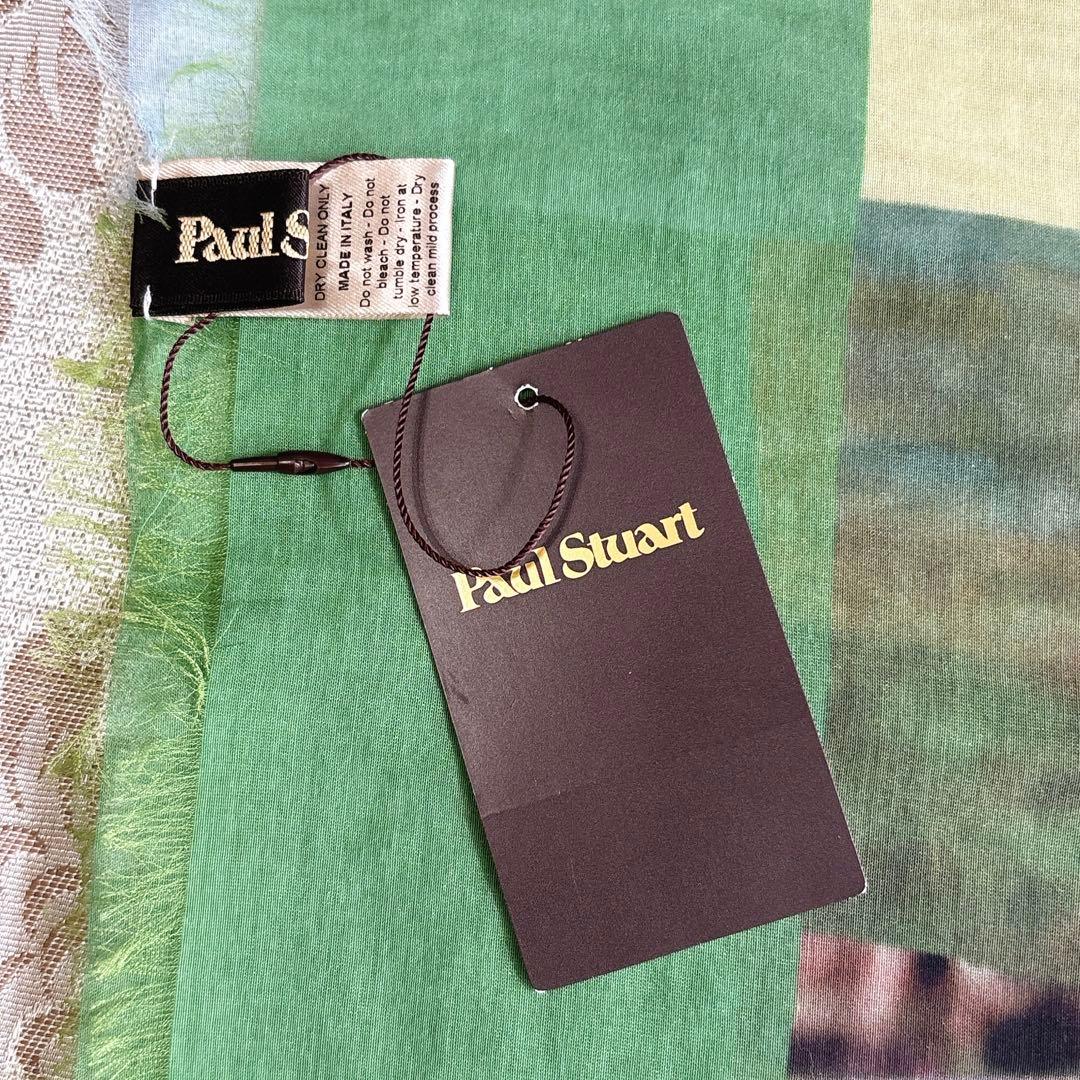 Paul S
DRY CLEAN ONLY
MADE IN ITALY
Do not wash - Do not
bleach - Do not
tumble dry - Iron at
low temperature - Dry
clean mild process
Paul Stuart